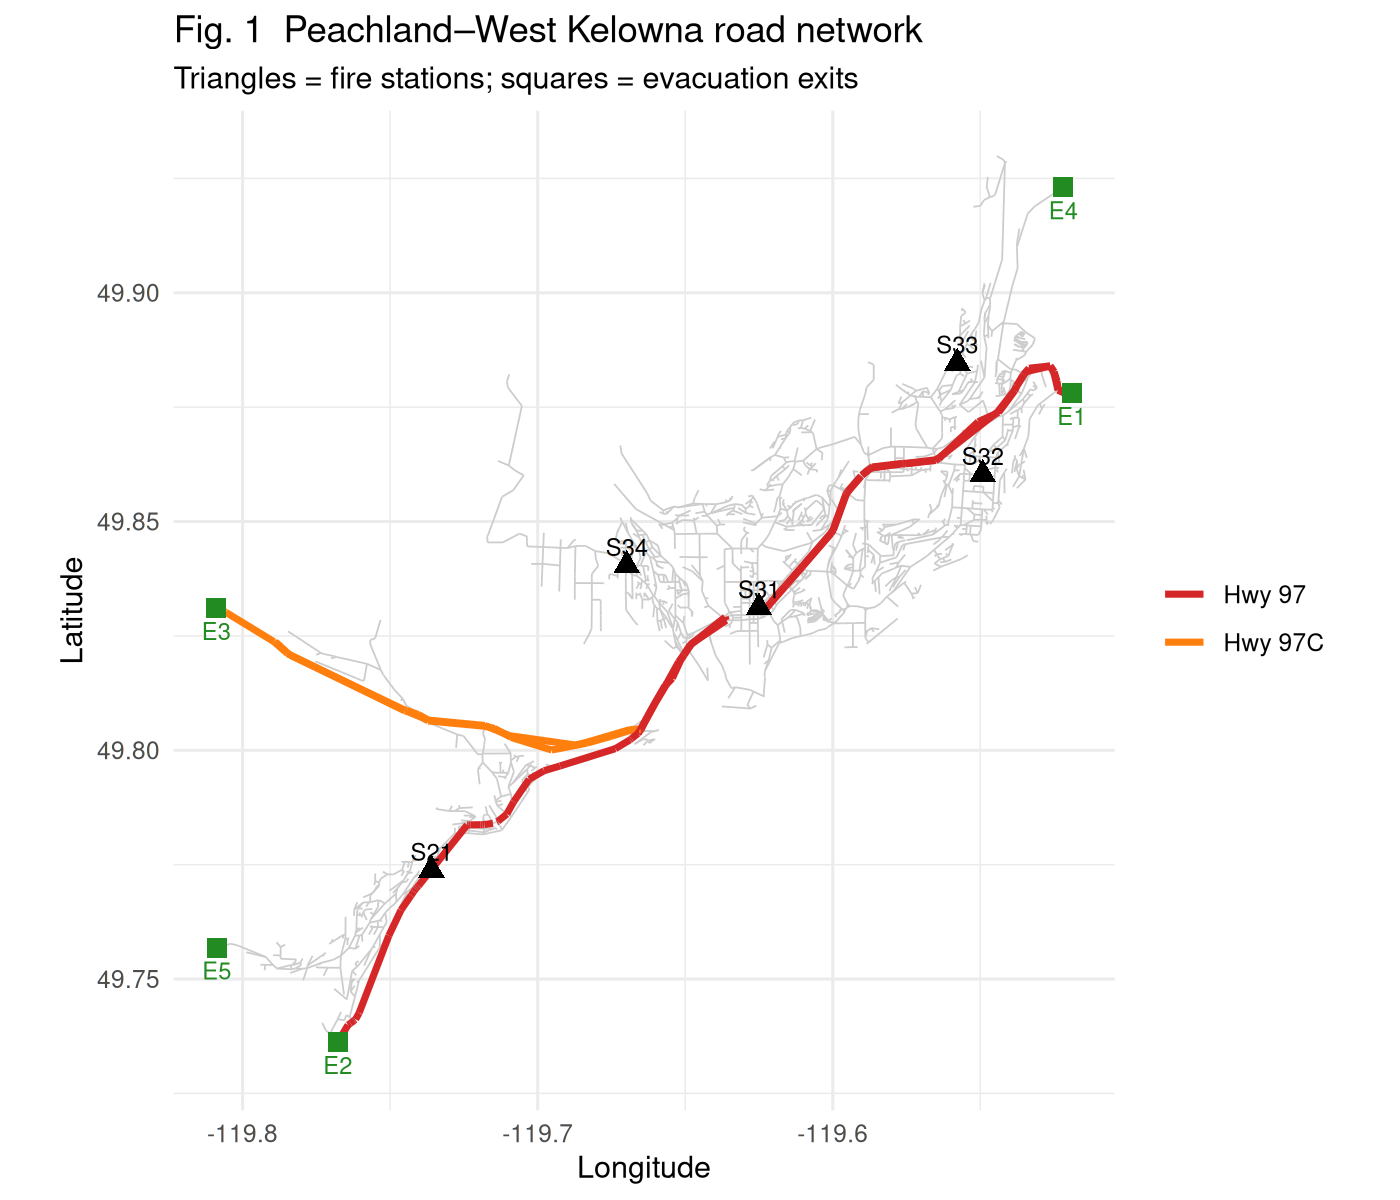 Fig. 1  Peachland–West Kelowna road network
Triangles = fire stations; squares = evacuation exits
E4
49.90
S33
E1
S32
49.85
S34
S31
Latitude
Hwy 97
E3
Hwy 97C
49.80
S21
E5
49.75
E2
-119.8
-119.7
-119.6
Longitude